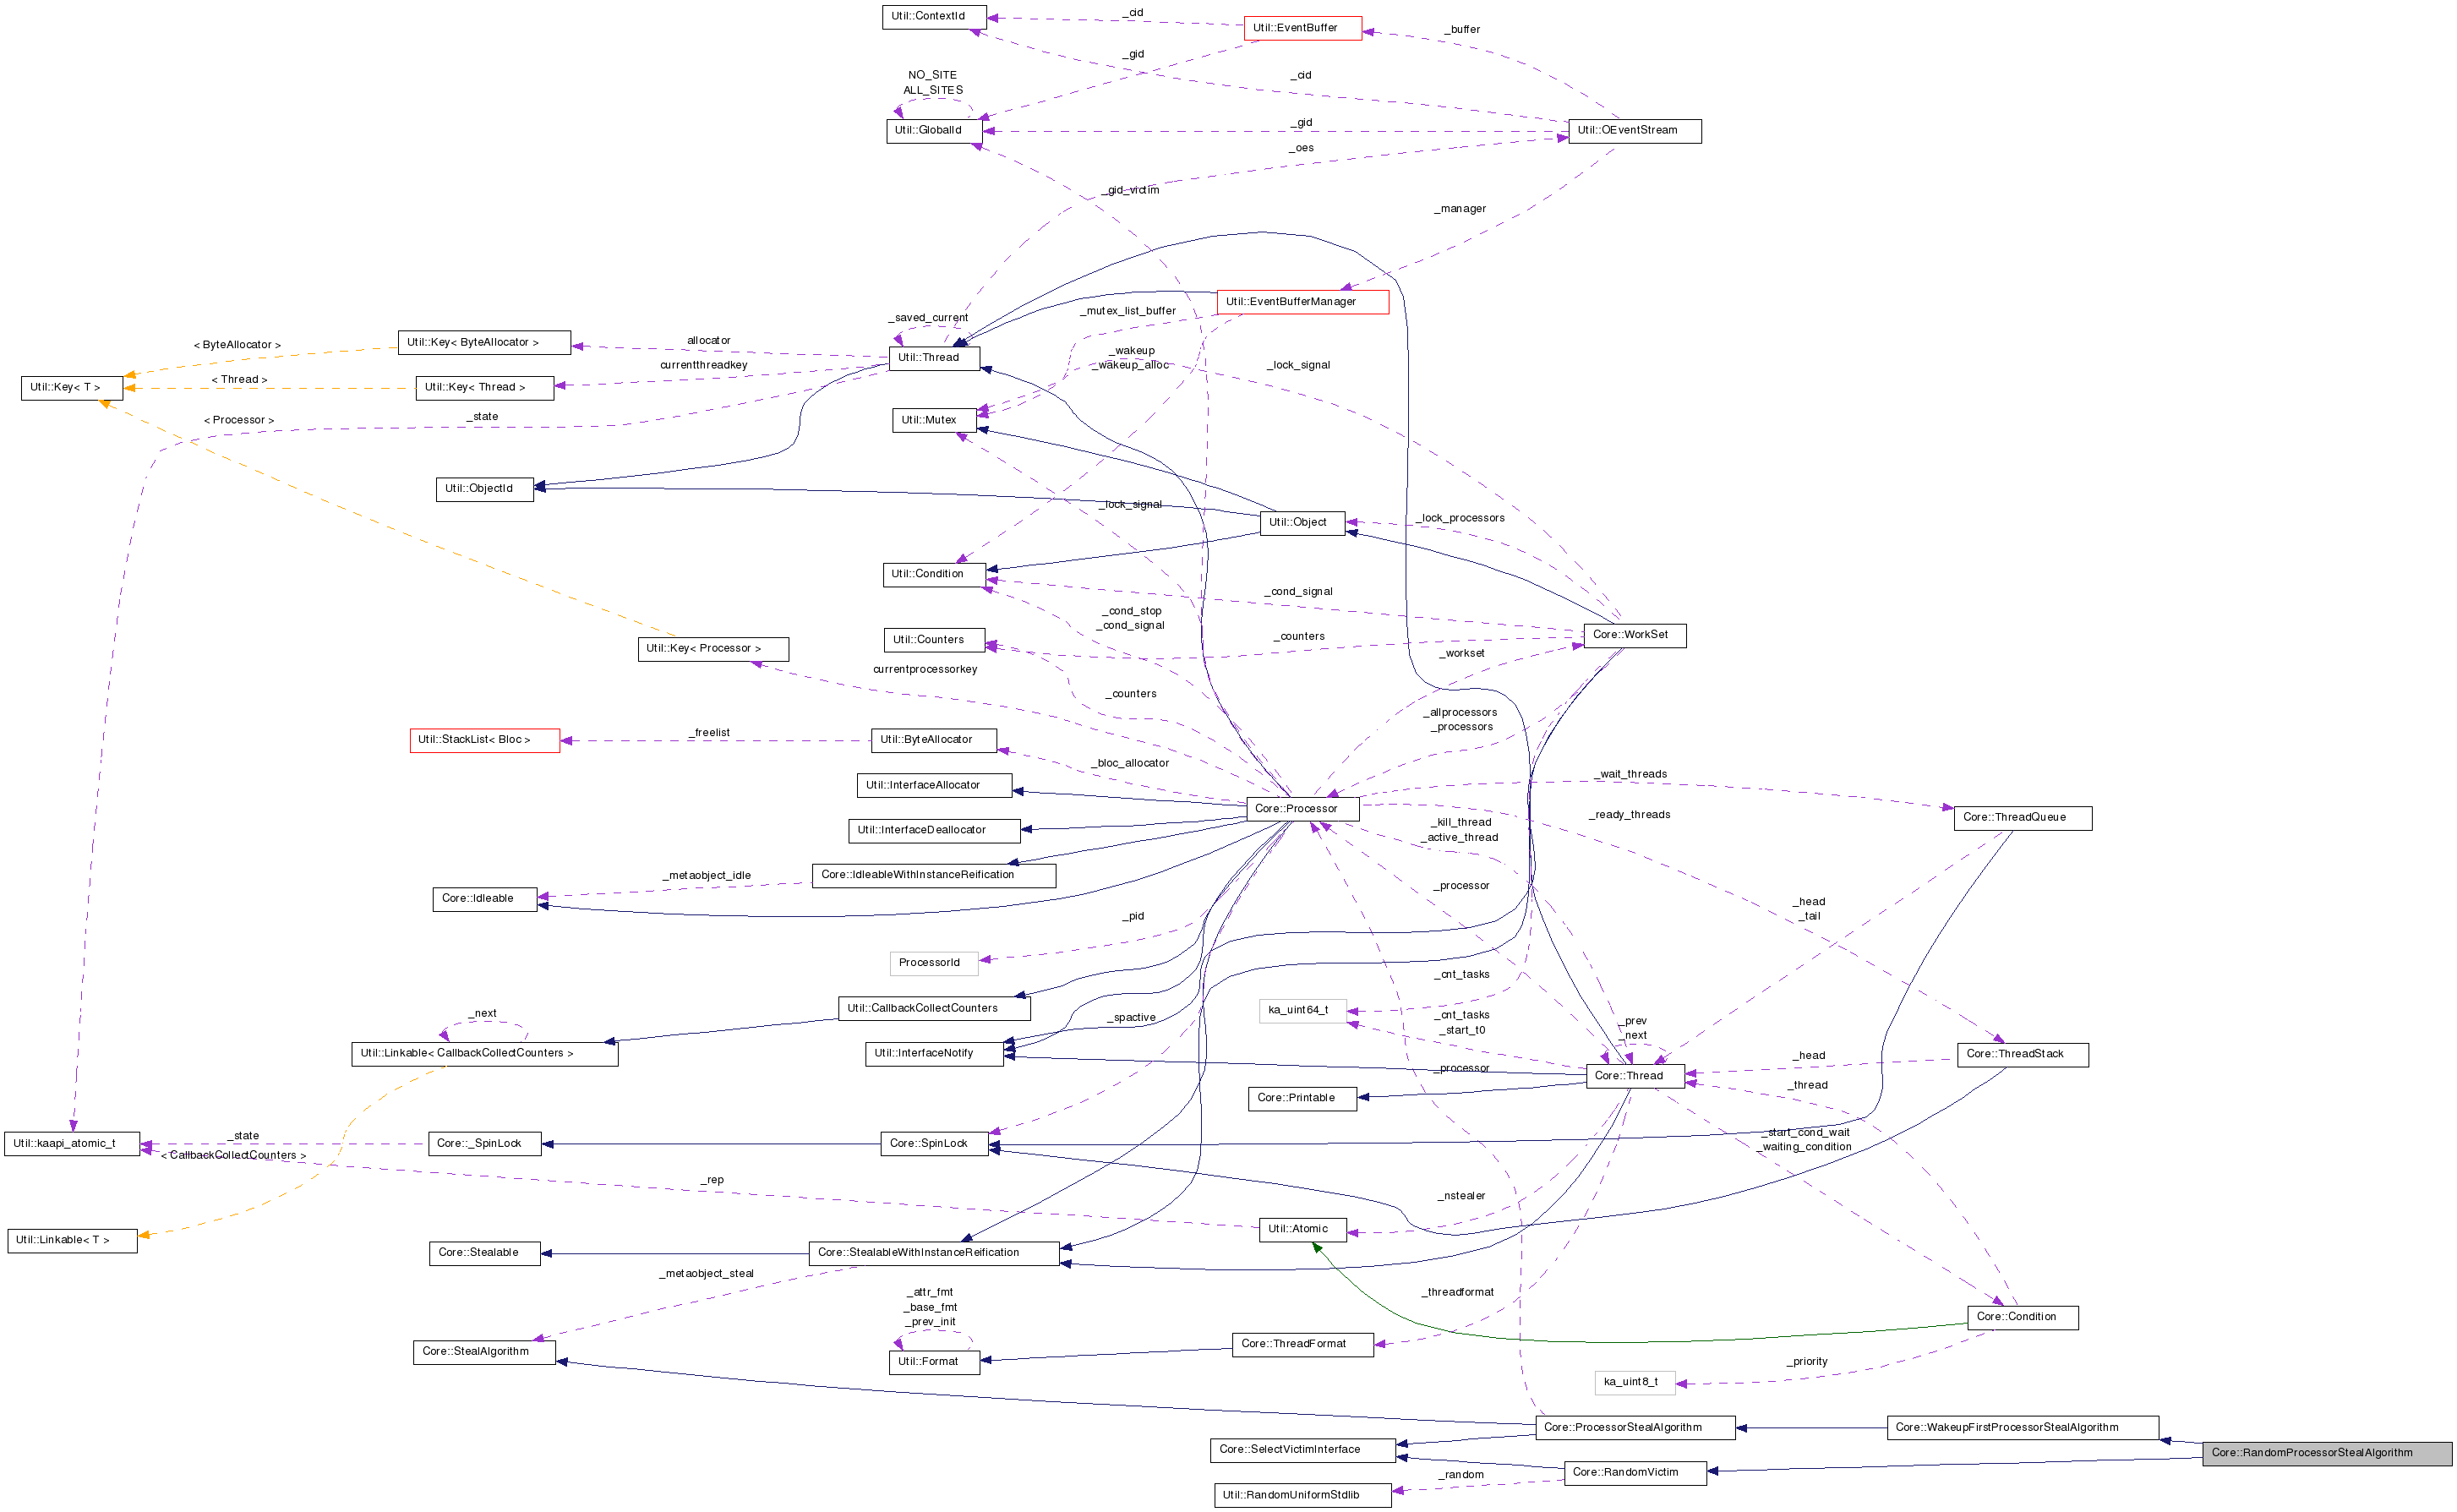 Util::ContextId
_cid
Util::EventBuffer
_buffer
_gid
NO_SITE
ALL_SITES
_cid
Util::GlobalId
_gid
Util::OEventStream
_oes
_gid_victim
_manager
Util::EventBufferManager
_saved_current
_mutex_list_buffer
Util::Key< ByteAllocator >
< ByteAllocator >
allocator
Util::Thread
_wakeup
_wakeup_alloc
_lock_signal
currentthreadkey
Util::Key< T >
< Thread >
Util::Key< Thread >
< Processor >
_state
Util::Mutex
Util::ObjectId
_lock_signal
Util::Object
_lock_processors
Util::Condition
_cond_signal
_cond_stop
_cond_signal
Util::Counters
_counters
Core::WorkSet
Util::Key< Processor >
_workset
currentprocessorkey
_counters
_allprocessors
_processors
Util::StackList< Bloc >
_freelist
Util::ByteAllocator
_bloc_allocator
_wait_threads
Util::InterfaceAllocator
Core::Processor
_ready_threads
Core::ThreadQueue
Util::InterfaceDeallocator
_kill_thread
_active_thread
_metaobject_idle
Core::IdleableWithInstanceReification
_processor
Core::Idleable
_head
_tail
_pid
ProcessorId
_cnt_tasks
Util::CallbackCollectCounters
ka_uint64_t
_next
_spactive
_cnt_tasks
_start_t0
_prev
_next
Util::Linkable< CallbackCollectCounters >
Util::InterfaceNotify
Core::ThreadStack
_head
_processor
Core::Thread
_thread
Core::Printable
_state
Util::kaapi_atomic_t
Core::_SpinLock
Core::SpinLock
_start_cond_wait
_waiting_condition
< CallbackCollectCounters >
_rep
_nstealer
Util::Atomic
Util::Linkable< T >
Core::Stealable
Core::StealableWithInstanceReification
_metaobject_steal
_attr_fmt
_base_fmt
_prev_init
_threadformat
Core::Condition
Core::StealAlgorithm
Util::Format
Core::ThreadFormat
_priority
ka_uint8_t
Core::ProcessorStealAlgorithm
Core::WakeupFirstProcessorStealAlgorithm
Core::SelectVictimInterface
Core::RandomProcessorStealAlgorithm
_random
Core::RandomVictim
Util::RandomUniformStdlib